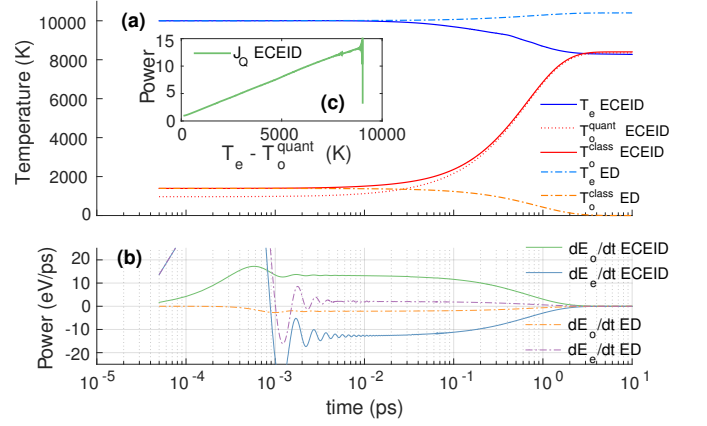 (a)
10000
8000
6000
4000
2000
0
Temperature (K)
15
10
5
0
Power
J_Q ECEID
(c)
0
5000
10000
T_e - T_o^quant (K)
T_e ECEID
T_o^quant ECEID
T_o^class ECEID
T_e ED
T_o^class ED
(b)
20
10
0
-10
-20
Power (eV/ps)
dE_o/dt ECEID
dE_e/dt ECEID
dE_o/dt ED
dE_e/dt ED
10^-5
10^-4
10^-3
10^-2
10^-1
10^0
10^1
time (ps)